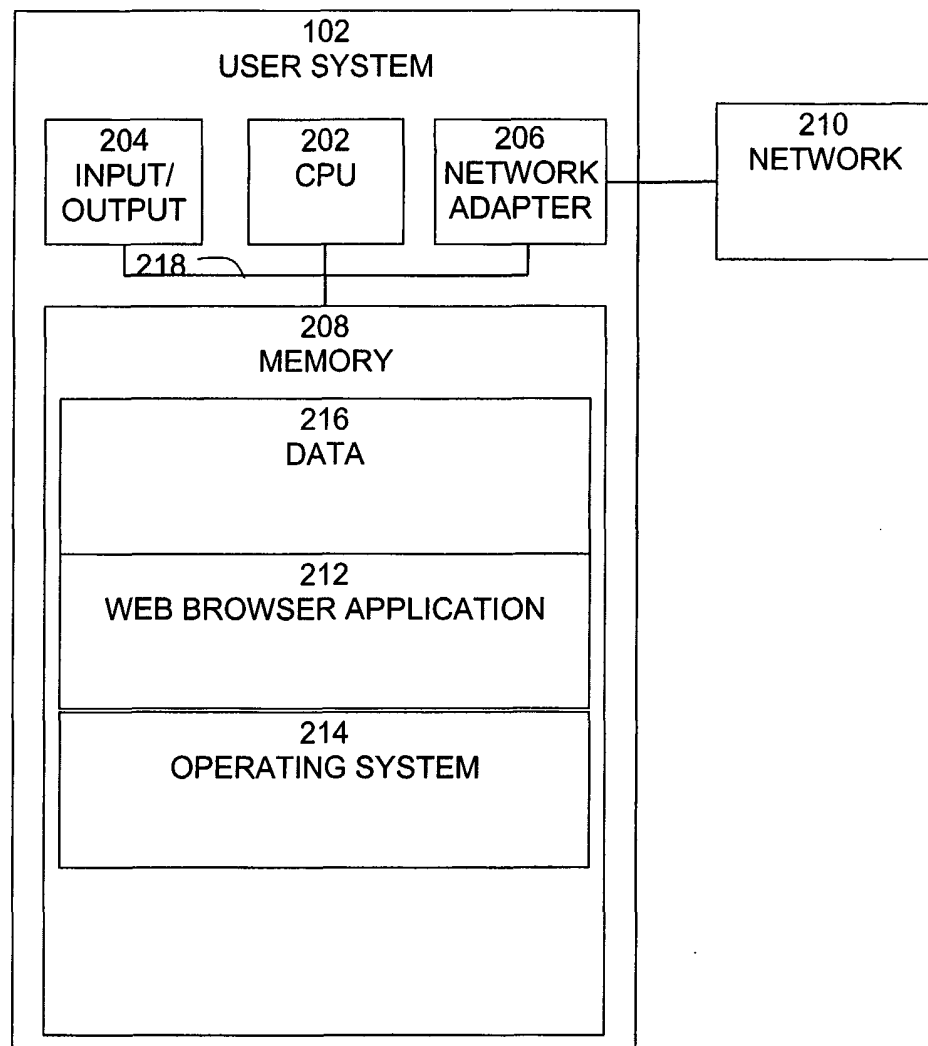 102
USER SYSTEM
204
INPUT/
OUTPUT
202
CPU
206
NETWORK
ADAPTER
210
NETWORK
218
208
MEMORY
216
DATA
212
WEB BROWSER APPLICATION
214
OPERATING SYSTEM